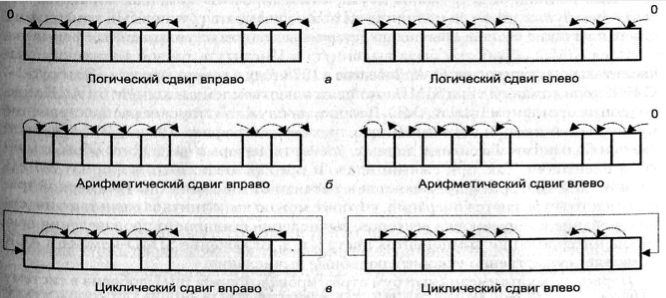 0 0
Логический сдвиг вправо а Логический сдвиг влево
0
Арифметический сдвиг вправо б Арифметический сдвиг влево
Циклический сдвиг вправо в Циклический сдвиг влево